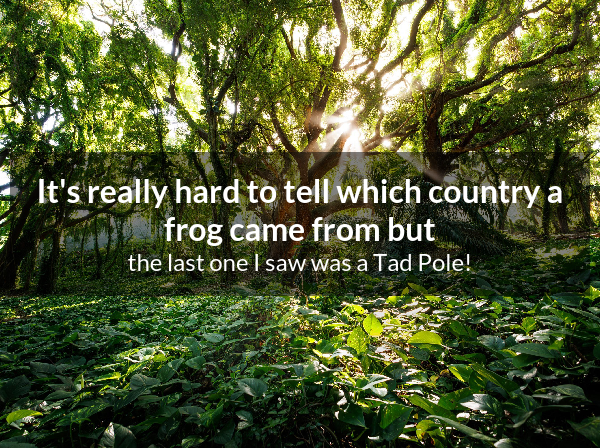 It's really hard to tell which country a
frog came from but
the last one I saw was a Tad Pole!